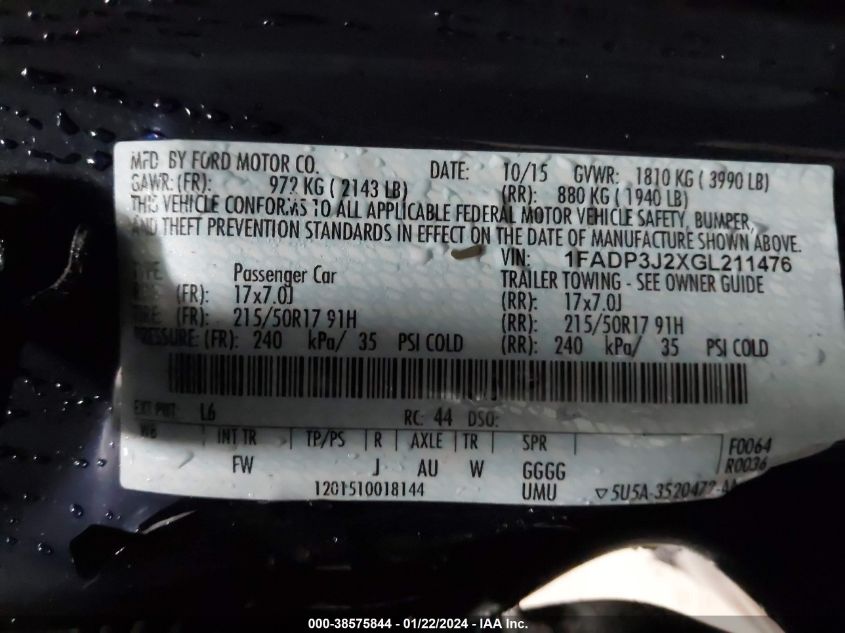 MFD BY FORD MOTOR CO. DATE: 10/15 GVWR: 1810 KG ( 3990 LB)
GAWR: (FR): 972 KG ( 2143 LB) (RR): 880 KG ( 1940 LB)
THIS VEHICLE CONFORMS TO ALL APPLICABLE FEDERAL MOTOR VEHICLE SAFETY, BUMPER,
AND THEFT PREVENTION STANDARDS IN EFFECT ON THE DATE OF MANUFACTURE SHOWN ABOVE.
VIN: 1FADP3J2XGL211476
TYPE: Passenger Car TRAILER TOWING - SEE OWNER GUIDE
(FR): 17x7.0J (RR): 17x7.0J
TIRE: (FR): 215/50R17 91H (RR): 215/50R17 91H
PRESSURE: (FR): 240 kPa/ 35 PSI COLD (RR): 240 kPa/ 35 PSI COLD
EXT PNT: L6 RC: 44 DSO:
WB INT TR TP/PS R AXLE TR SPR F0064
FW J AU W GGGG R0036
1201510018144 UMU ▽5U5A-3520472-AA
000-38575844 - 01/22/2024 - IAA Inc.